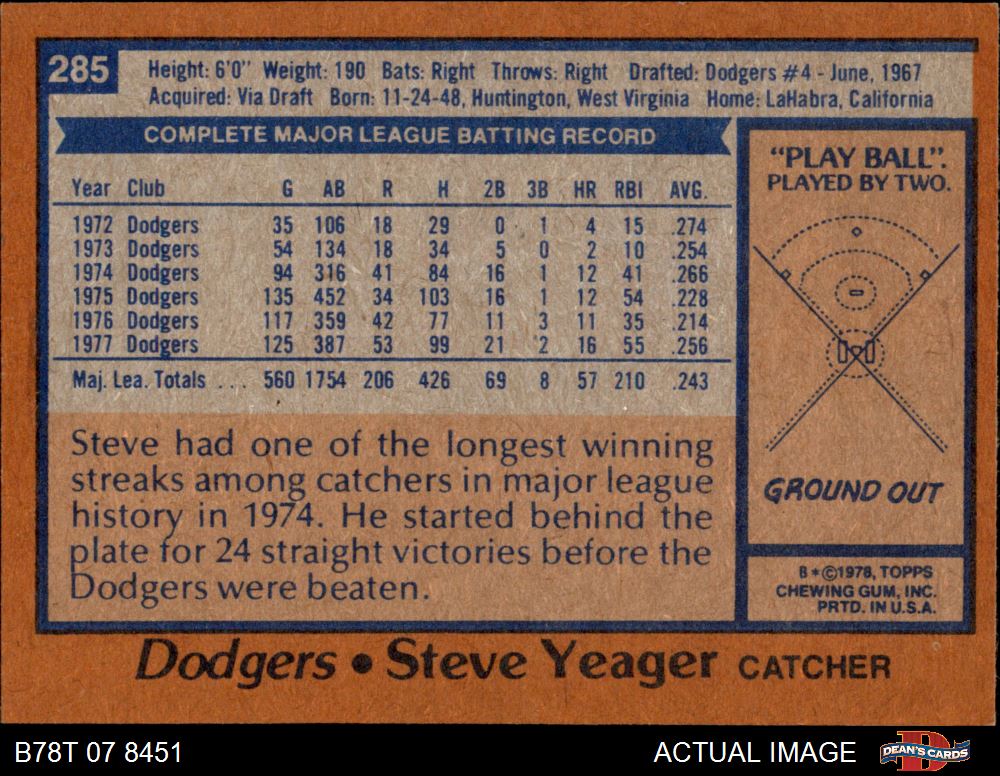 285
Height: 6'0" Weight: 190 Bats: Right Throws: Right Drafted: Dodgers #4 - June, 1967
Acquired: Via Draft Born: 11-24-48, Huntington, West Virginia Home: LaHabra, California
COMPLETE MAJOR LEAGUE BATTING RECORD
Year Club G AB R H 2B 3B HR RBI AVG.
1972 Dodgers 35 106 18 29 0 1 4 15 .274
1973 Dodgers 54 134 18 34 5 0 2 10 .254
1974 Dodgers 94 316 41 84 16 1 12 41 .266
1975 Dodgers 135 452 34 103 16 1 12 54 .228
1976 Dodgers 117 359 42 77 11 3 11 35 .214
1977 Dodgers 125 387 53 99 21 2 16 55 .256
Maj. Lea. Totals ... 560 1754 206 426 69 8 57 210 .243
Steve had one of the longest winning
streaks among catchers in major league
history in 1974. He started behind the
plate for 24 straight victories before the
Dodgers were beaten.
"PLAY BALL".
PLAYED BY TWO.
GROUND OUT
B*©1978, TOPPS
CHEWING GUM, INC.
PRTD. IN U.S.A.
Dodgers • Steve Yeager CATCHER
B78T 07 8451
ACTUAL IMAGE
D
DEAN'S CARDS